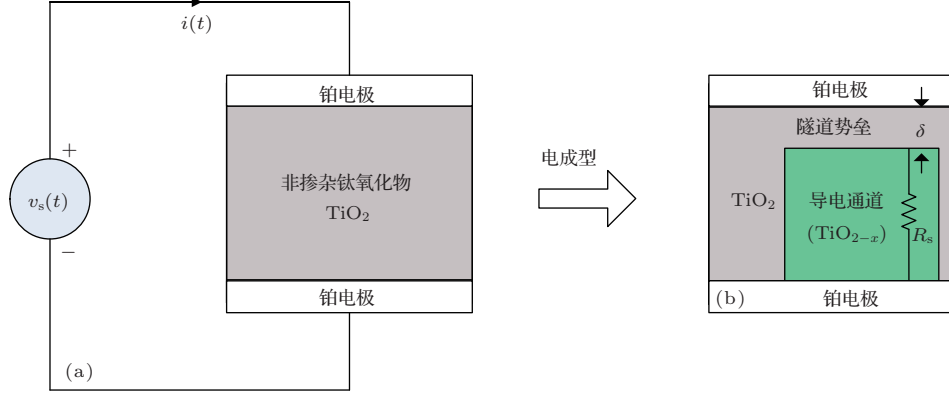 i(t)
铂电极
+
v_s(t)
−
非掺杂钛氧化物
TiO₂
铂电极
(a)
电成型
铂电极
隧道势垒
δ
TiO₂
导电通道
(TiO₂₋ₓ)
R_s
(b)
铂电极